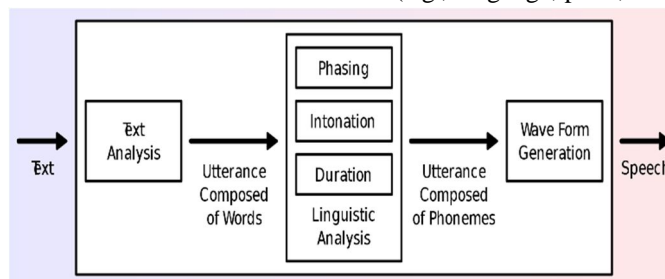 Text
Text
Analysis
Utterance
Composed
of Words
Phasing
Intonation
Duration
Linguistic
Analysis
Utterance
Composed
of Phonemes
Wave Form
Generation
Speech